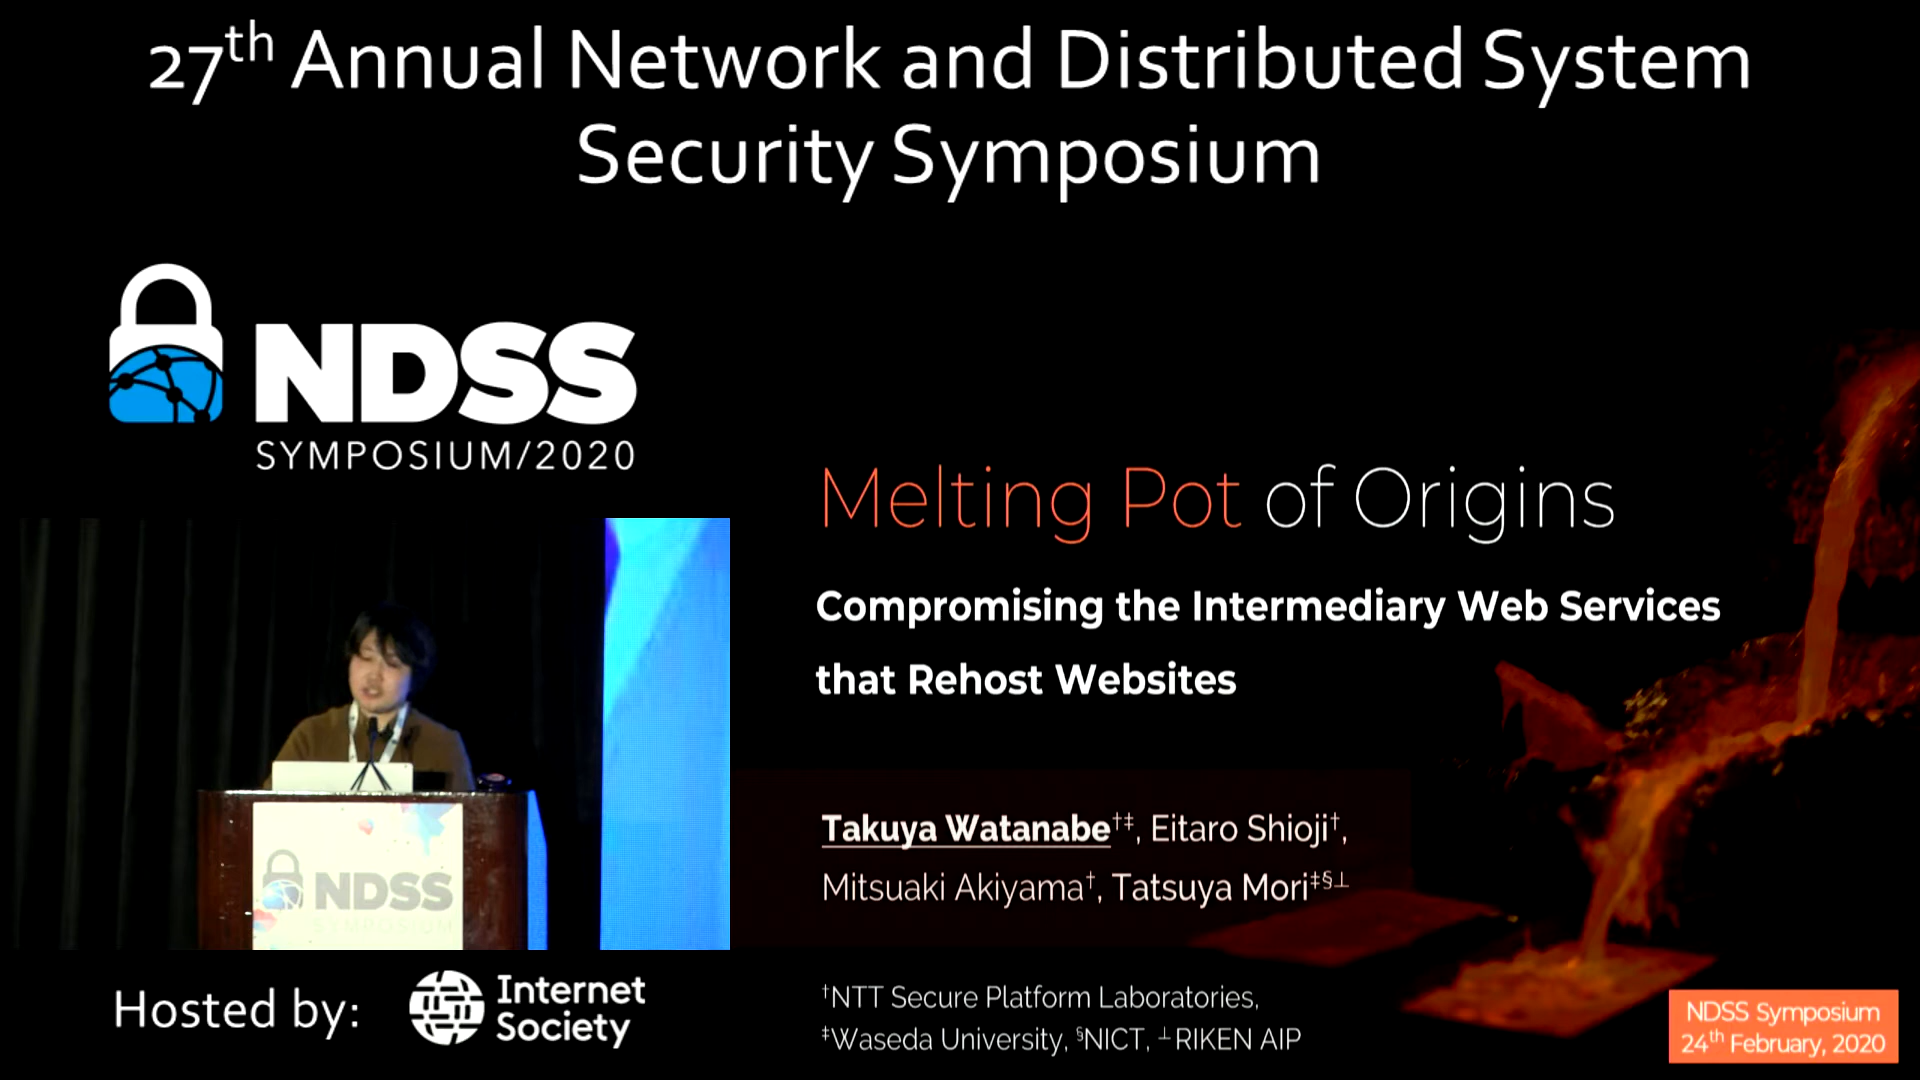 27th Annual Network and Distributed System
Security Symposium
NDSS
SYMPOSIUM/2020
Melting Pot of Origins
Compromising the Intermediary Web Services
that Rehost Websites
Takuya Watanabe†‡, Eitaro Shioji†,
Mitsuaki Akiyama†, Tatsuya Mori‡§⊥
NDSS
SYMPOSIUM
Hosted by:
Internet
Society
†NTT Secure Platform Laboratories,
‡Waseda University, §NICT, ⊥RIKEN AIP
NDSS Symposium
24th February, 2020